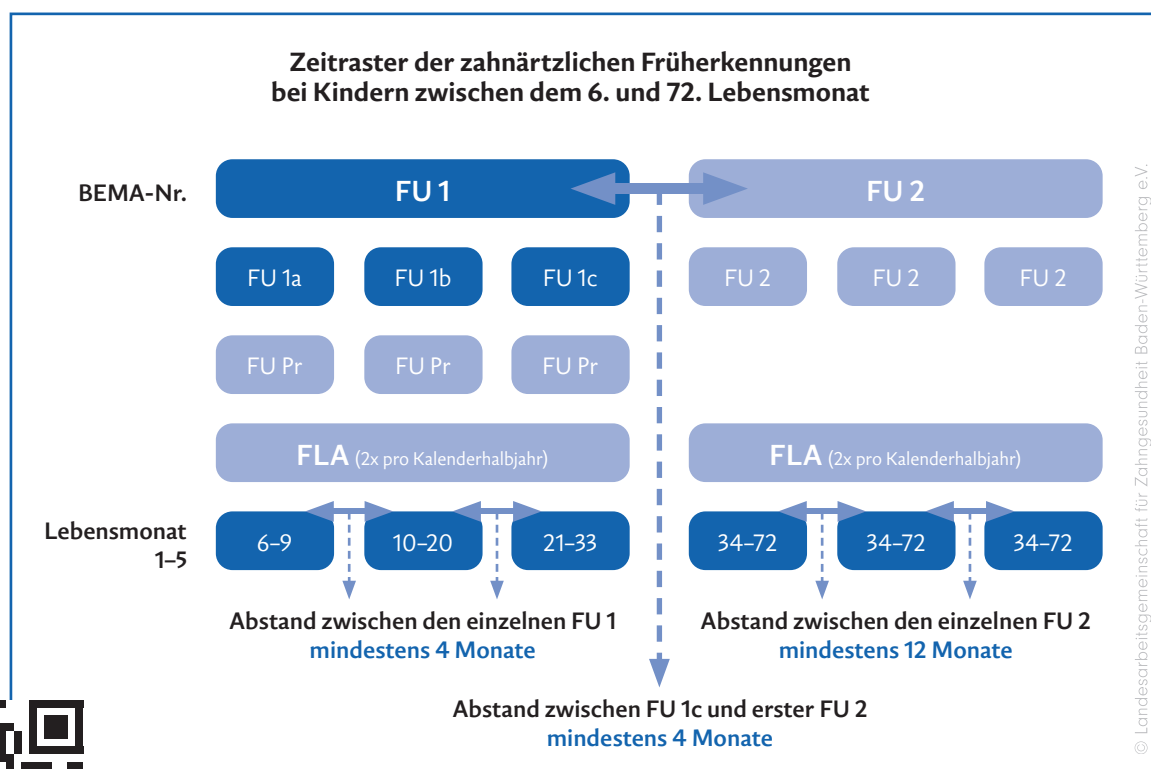 Zeitraster der zahnärtzlichen Früherkennungen
bei Kindern zwischen dem 6. und 72. Lebensmonat
BEMA-Nr.
FU 1
FU 2
FU 1a
FU 1b
FU 1c
FU 2
FU 2
FU 2
FU Pr
FU Pr
FU Pr
FLA (2x pro Kalenderhalbjahr)
FLA (2x pro Kalenderhalbjahr)
Lebensmonat
1–5
6–9
10–20
21–33
34–72
34–72
34–72
Abstand zwischen den einzelnen FU 1
mindestens 4 Monate
Abstand zwischen den einzelnen FU 2
mindestens 12 Monate
Abstand zwischen FU 1c und erster FU 2
mindestens 4 Monate
© Landesarbeitsgemeinschaft für Zahngesundheit Baden-Württemberg e.V.